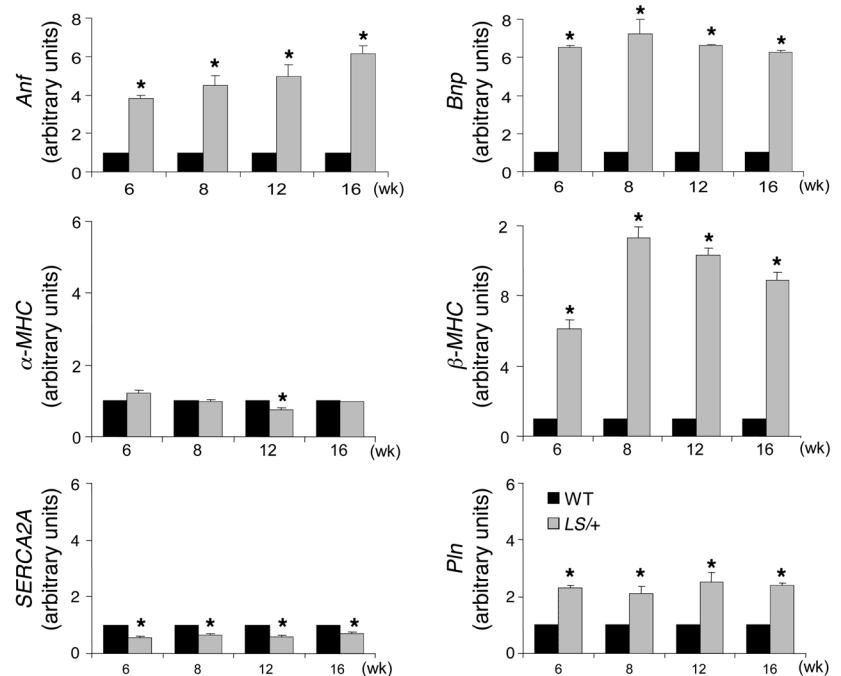 Anf
(arbitrary units)
8
6
4
2
0
* * * *
6 8 12 16 (wk)
Bnp
(arbitrary units)
8
6
4
2
0
* * * *
6 8 12 16 (wk)
α-MHC
(arbitrary units)
6
4
2
0
*
6 8 12 16 (wk)
β-MHC
(arbitrary units)
2
8
4
0
* * * *
6 8 12 16 (wk)
SERCA2A
(arbitrary units)
6
4
2
0
* * * *
6 8 12 16 (wk)
Pln
(arbitrary units)
6
4
2
0
WT
LS/+
* * * *
6 8 12 16 (wk)